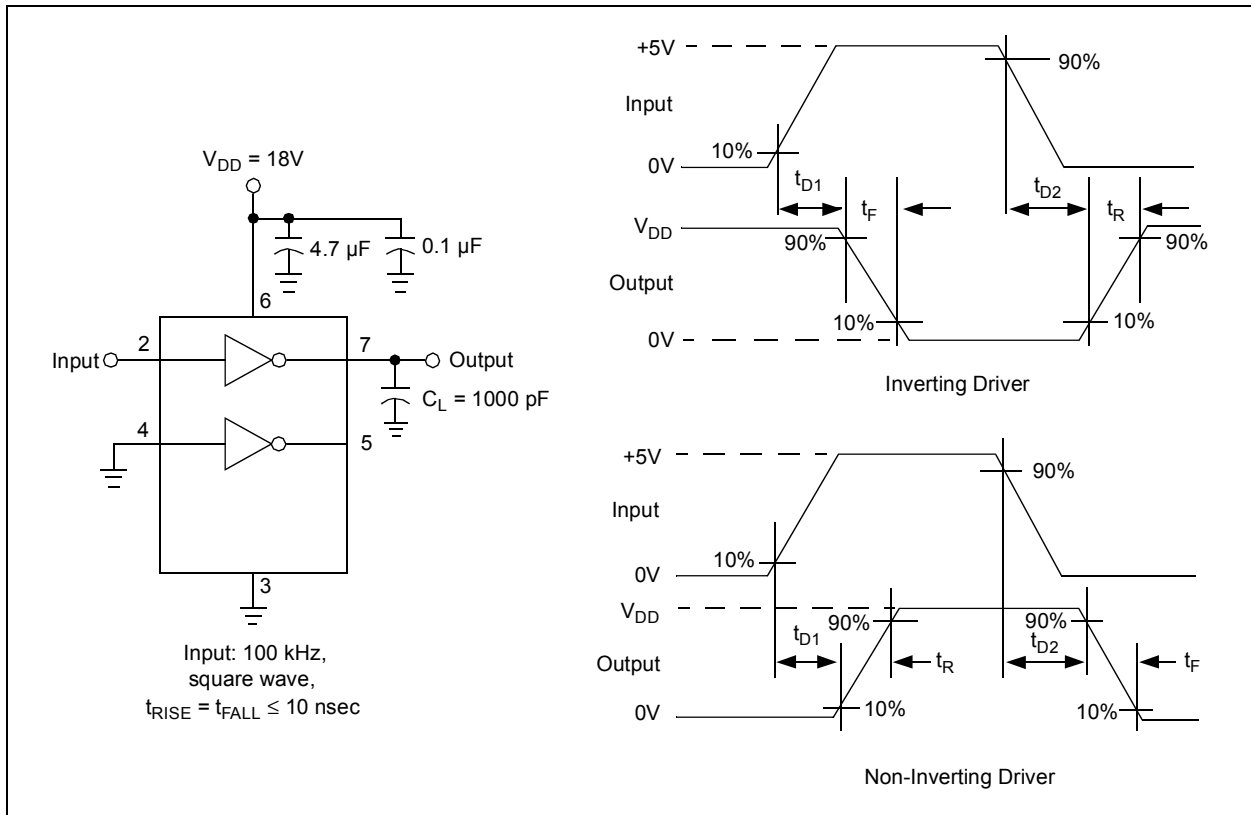 V_DD = 18V
4.7 µF
0.1 µF
6
Input
2
7
Output
C_L = 1000 pF
4
5
3
Input: 100 kHz,
square wave,
t_RISE = t_FALL ≤ 10 nsec
+5V
90%
Input
10%
0V
t_D1
t_F
t_D2
t_R
V_DD
90%
90%
Output
10%
10%
0V
Inverting Driver
+5V
90%
Input
10%
0V
V_DD
90%
90%
t_D1
t_R
t_D2
t_F
Output
10%
10%
0V
Non-Inverting Driver